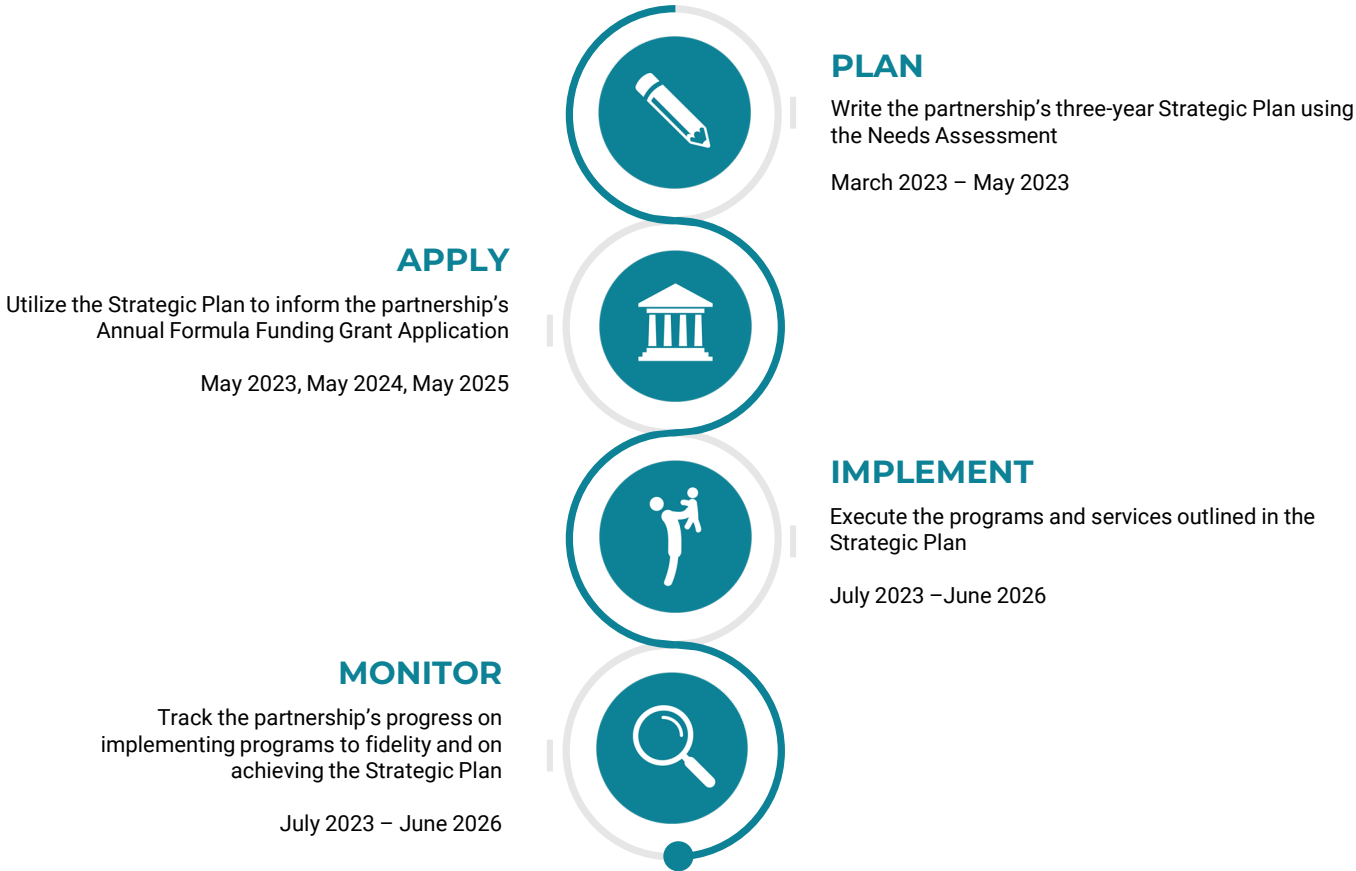 PLAN
Write the partnership’s three-year Strategic Plan using
the Needs Assessment
March 2023 – May 2023
APPLY
Utilize the Strategic Plan to inform the partnership’s
Annual Formula Funding Grant Application
May 2023, May 2024, May 2025
IMPLEMENT
Execute the programs and services outlined in the
Strategic Plan
July 2023 –June 2026
MONITOR
Track the partnership’s progress on
implementing programs to fidelity and on
achieving the Strategic Plan
July 2023 – June 2026